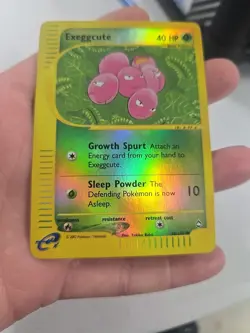 Exeggcute 40 HP
Growth Spurt Attach an
Energy card from your hand to
Exeggcute.
Sleep Powder The
Defending Pokémon is now
Asleep.
10
resistance retreat cost
e